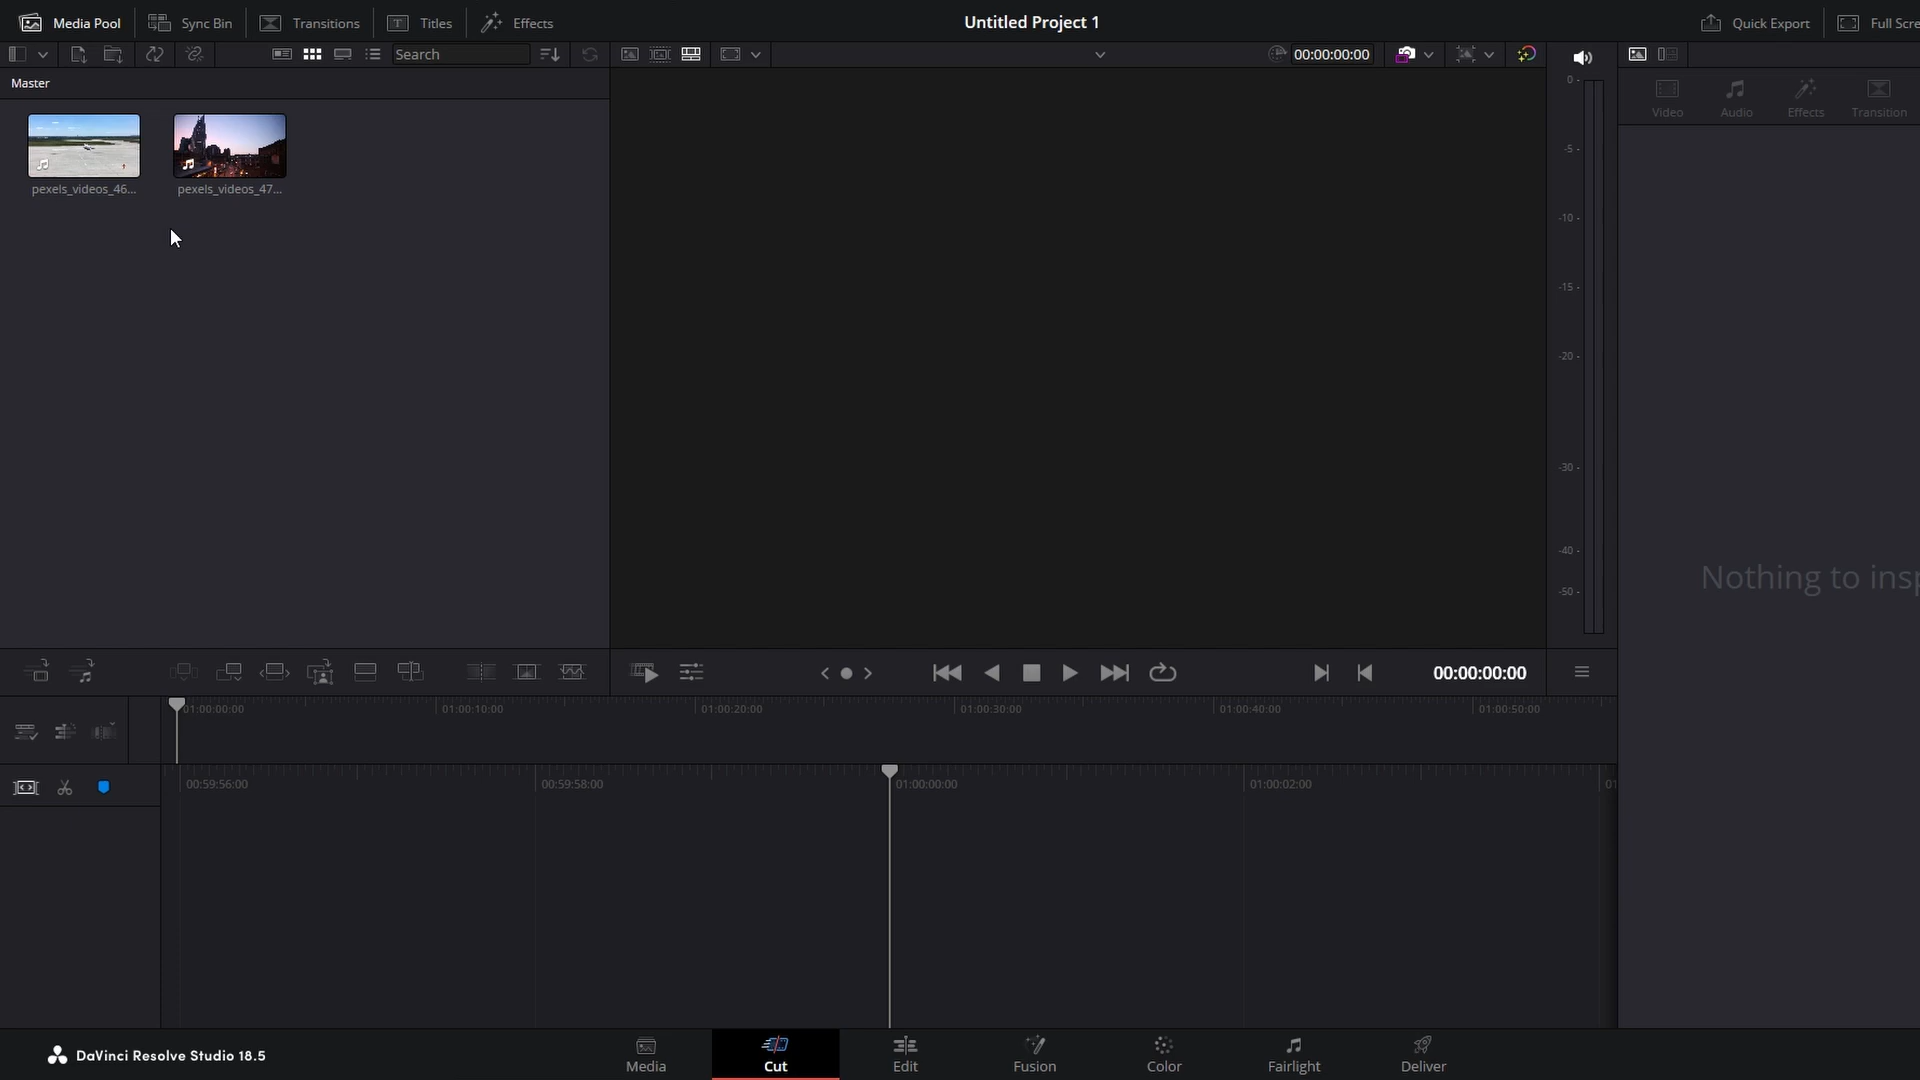 Media Pool
Sync Bin
Transitions
Titles
Effects
Untitled Project 1
Quick Export
Full Scre
Search
00:00:00:00
Master
pexels_videos_46...
pexels_videos_47...
Video
Audio
Effects
Transition
0
-5
-10
-15
-20
-30
-40
-50
Nothing to insp
00:00:00:00
01:00:00:00
01:00:10:00
01:00:20:00
01:00:30:00
01:00:40:00
01:00:50:00
00:59:56:00
00:59:58:00
01:00:00:00
01:00:02:00
01
DaVinci Resolve Studio 18.5
Media
Cut
Edit
Fusion
Color
Fairlight
Deliver